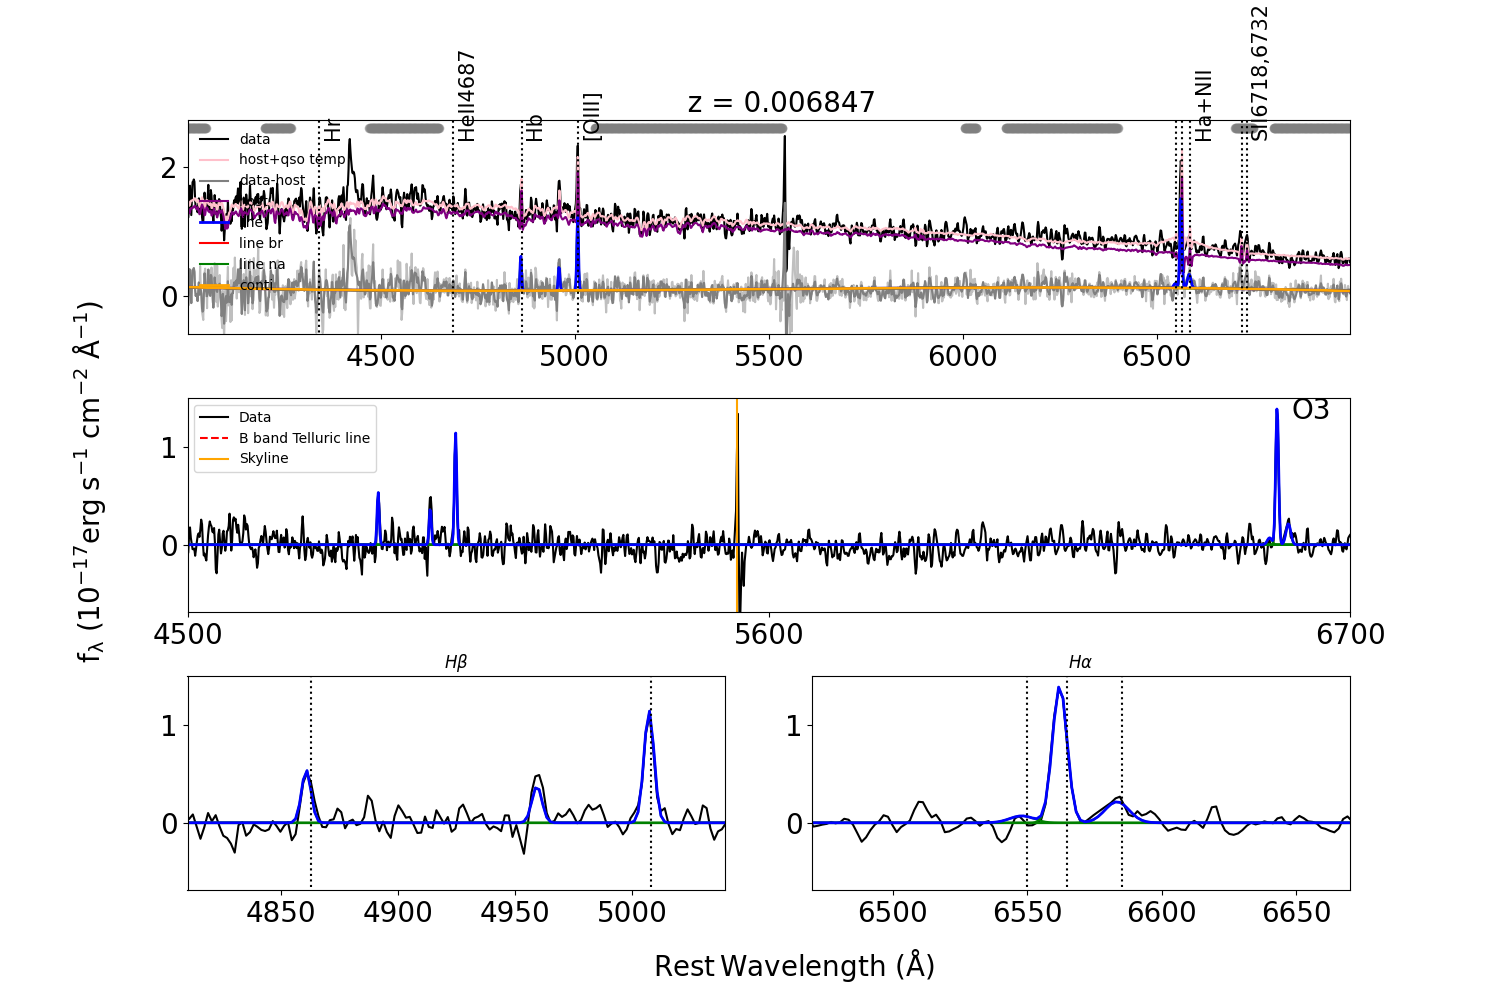 z = 0.006847
Hr
HeII4687
Hb
[OIII]
Ha+NII
SII6718,6732
data
host+qso temp
data-host
line
line br
line na
conti
2
0
4500 5000 5500 6000 6500
Data
B band Telluric line
Skyline
O3
1
0
4500 5600 6700
fλ (10⁻¹⁷erg s⁻¹ cm⁻² Å⁻¹)
Hβ
1
0
4850 4900 4950 5000
Hα
1
0
6500 6550 6600 6650
Rest Wavelength (Å)